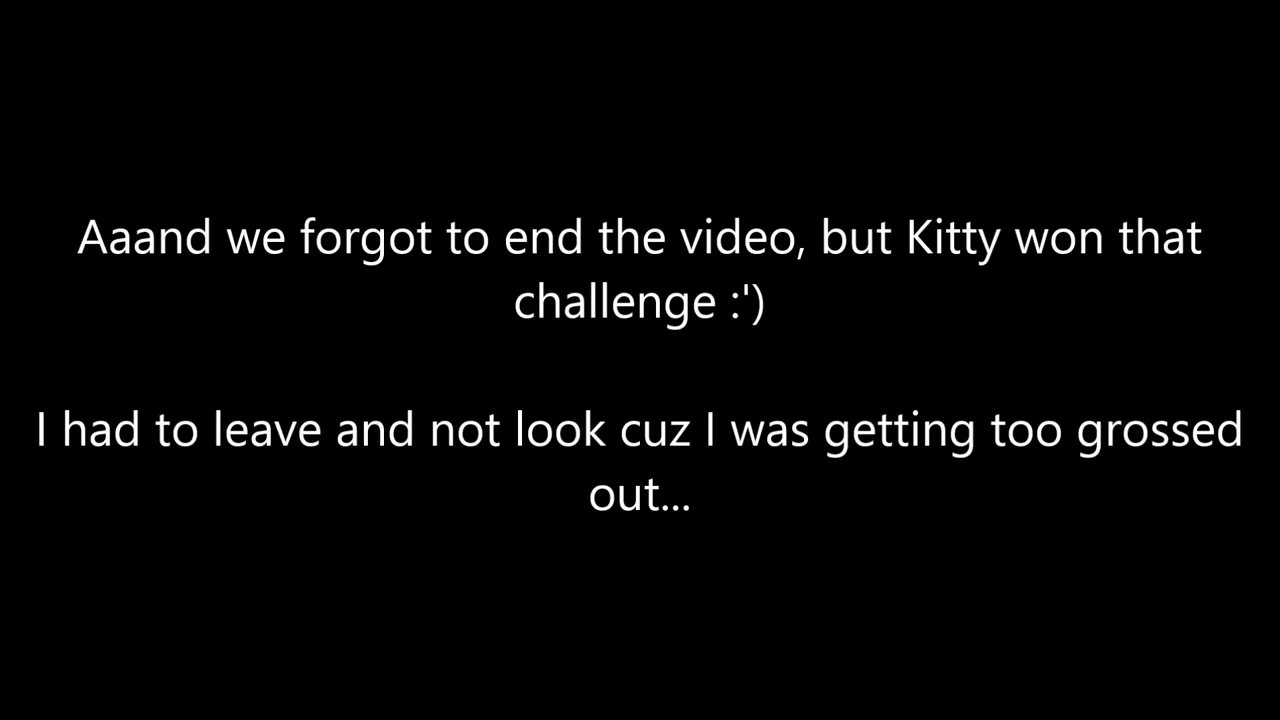 Aaand we forgot to end the video, but Kitty won that
challenge :')
I had to leave and not look cuz I was getting too grossed
out...